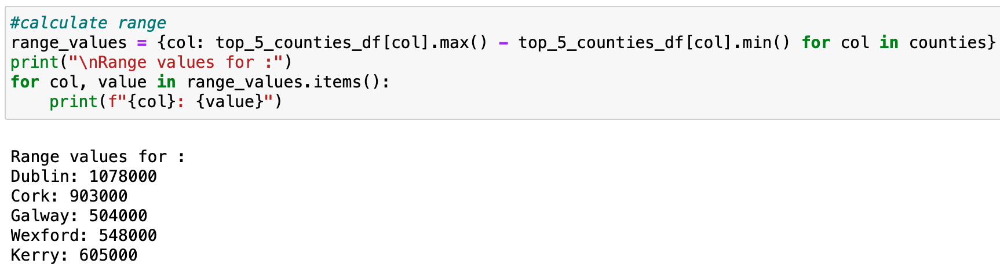 #calculate range
range_values = {col: top_5_counties_df[col].max() - top_5_counties_df[col].min() for col in counties}
print("\nRange values for :")
for col, value in range_values.items():
    print(f"{col}: {value}")
Range values for :
Dublin: 1078000
Cork: 903000
Galway: 504000
Wexford: 548000
Kerry: 605000